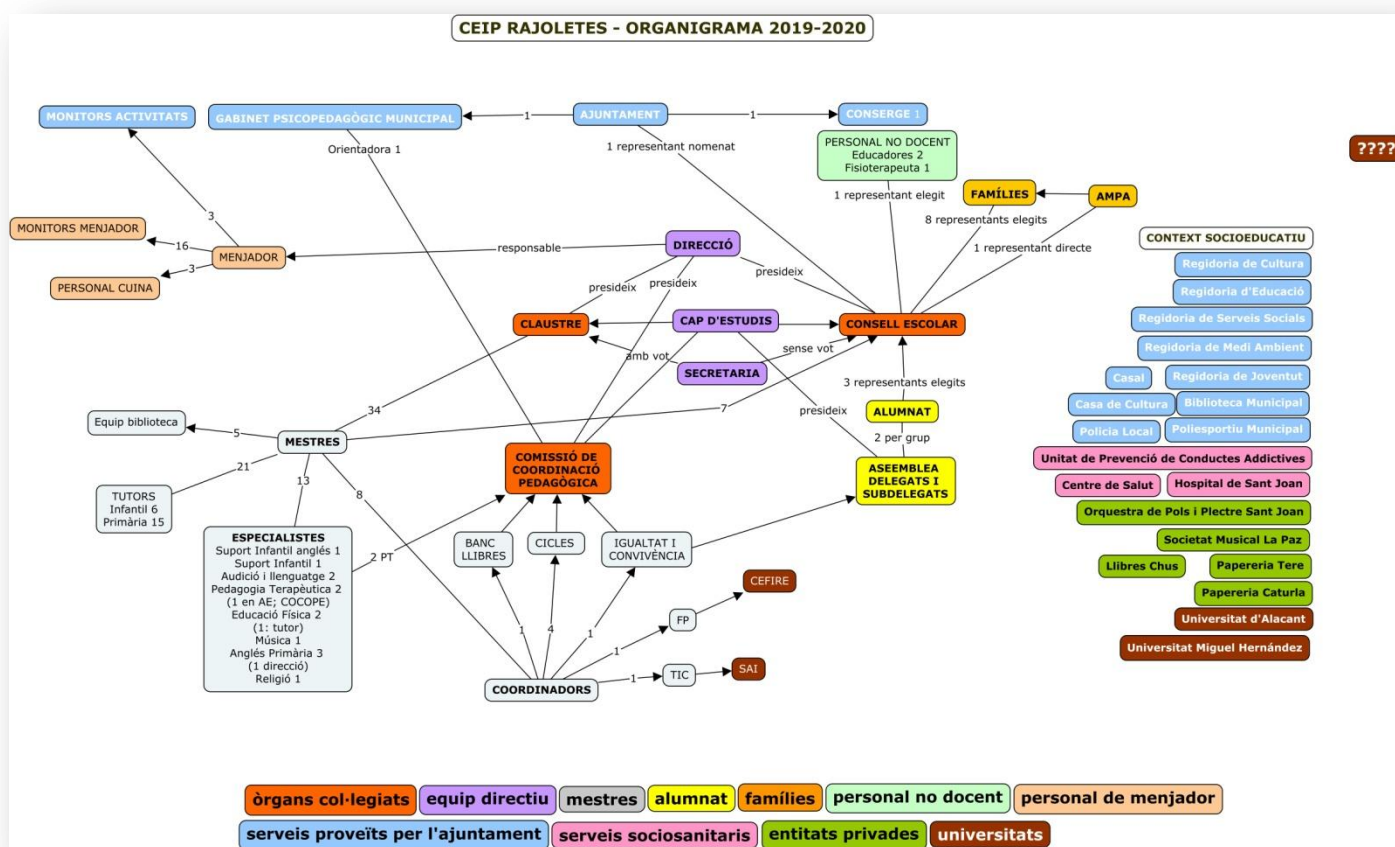 CEIP RAJOLETES - ORGANIGRAMA 2019-2020
MONITORS ACTIVITATS
GABINET PSICOPEDAGÒGIC MUNICIPAL
1
AJUNTAMENT
1
CONSERGE 1
Orientadora 1
1 representant nomenat
PERSONAL NO DOCENT
Educadores 2
Fisioterapeuta 1
????
1 representant elegit
FAMÍLIES
AMPA
3
8 representants elegits
MONITORS MENJADOR
16
MENJADOR
responsable
DIRECCIÓ
1 representant directe
3
PERSONAL CUINA
presideix
presideix
presideix
CLAUSTRE
CAP D'ESTUDIS
CONSELL ESCOLAR
amb vot
sense vot
SECRETARIA
3 representants elegits
34
7
presideix
ALUMNAT
2 per grup
Equip biblioteca
5
MESTRES
21
13
8
COMISSIÓ DE
COORDINACIÓ
PEDAGÒGICA
ASEEMBLEA
DELEGATS I
SUBDELEGATS
TUTORS
Infantil 6
Primària 15
ESPECIALISTES
Suport Infantil anglés 1
Suport Infantil 1
Audició i llenguatge 2
Pedagogia Terapèutica 2
(1 en AE; COCOPE)
Educació Física 2
(1: tutor)
Música 1
Anglés Primària 3
(1 direcció)
Religió 1
2 PT
BANC
LLIBRES
CICLES
IGUALTAT I
CONVIVÈNCIA
1
4
1
1
FP
CEFIRE
COORDINADORS
1
TIC
SAI
CONTEXT SOCIOEDUCATIU
Regidoria de Cultura
Regidoria d'Educació
Regidoria de Serveis Socials
Regidoria de Medi Ambient
Casal
Regidoria de Joventut
Casa de Cultura
Biblioteca Municipal
Policia Local
Poliesportiu Municipal
Unitat de Prevenció de Conductes Addictives
Centre de Salut
Hospital de Sant Joan
Orquestra de Pols i Plectre Sant Joan
Societat Musical La Paz
Llibres Chus
Papereria Tere
Papereria Caturla
Universitat d'Alacant
Universitat Miguel Hernández
òrgans col·legiats
equip directiu
mestres
alumnat
famílies
personal no docent
personal de menjador
serveis proveïts per l'ajuntament
serveis sociosanitaris
entitats privades
universitats